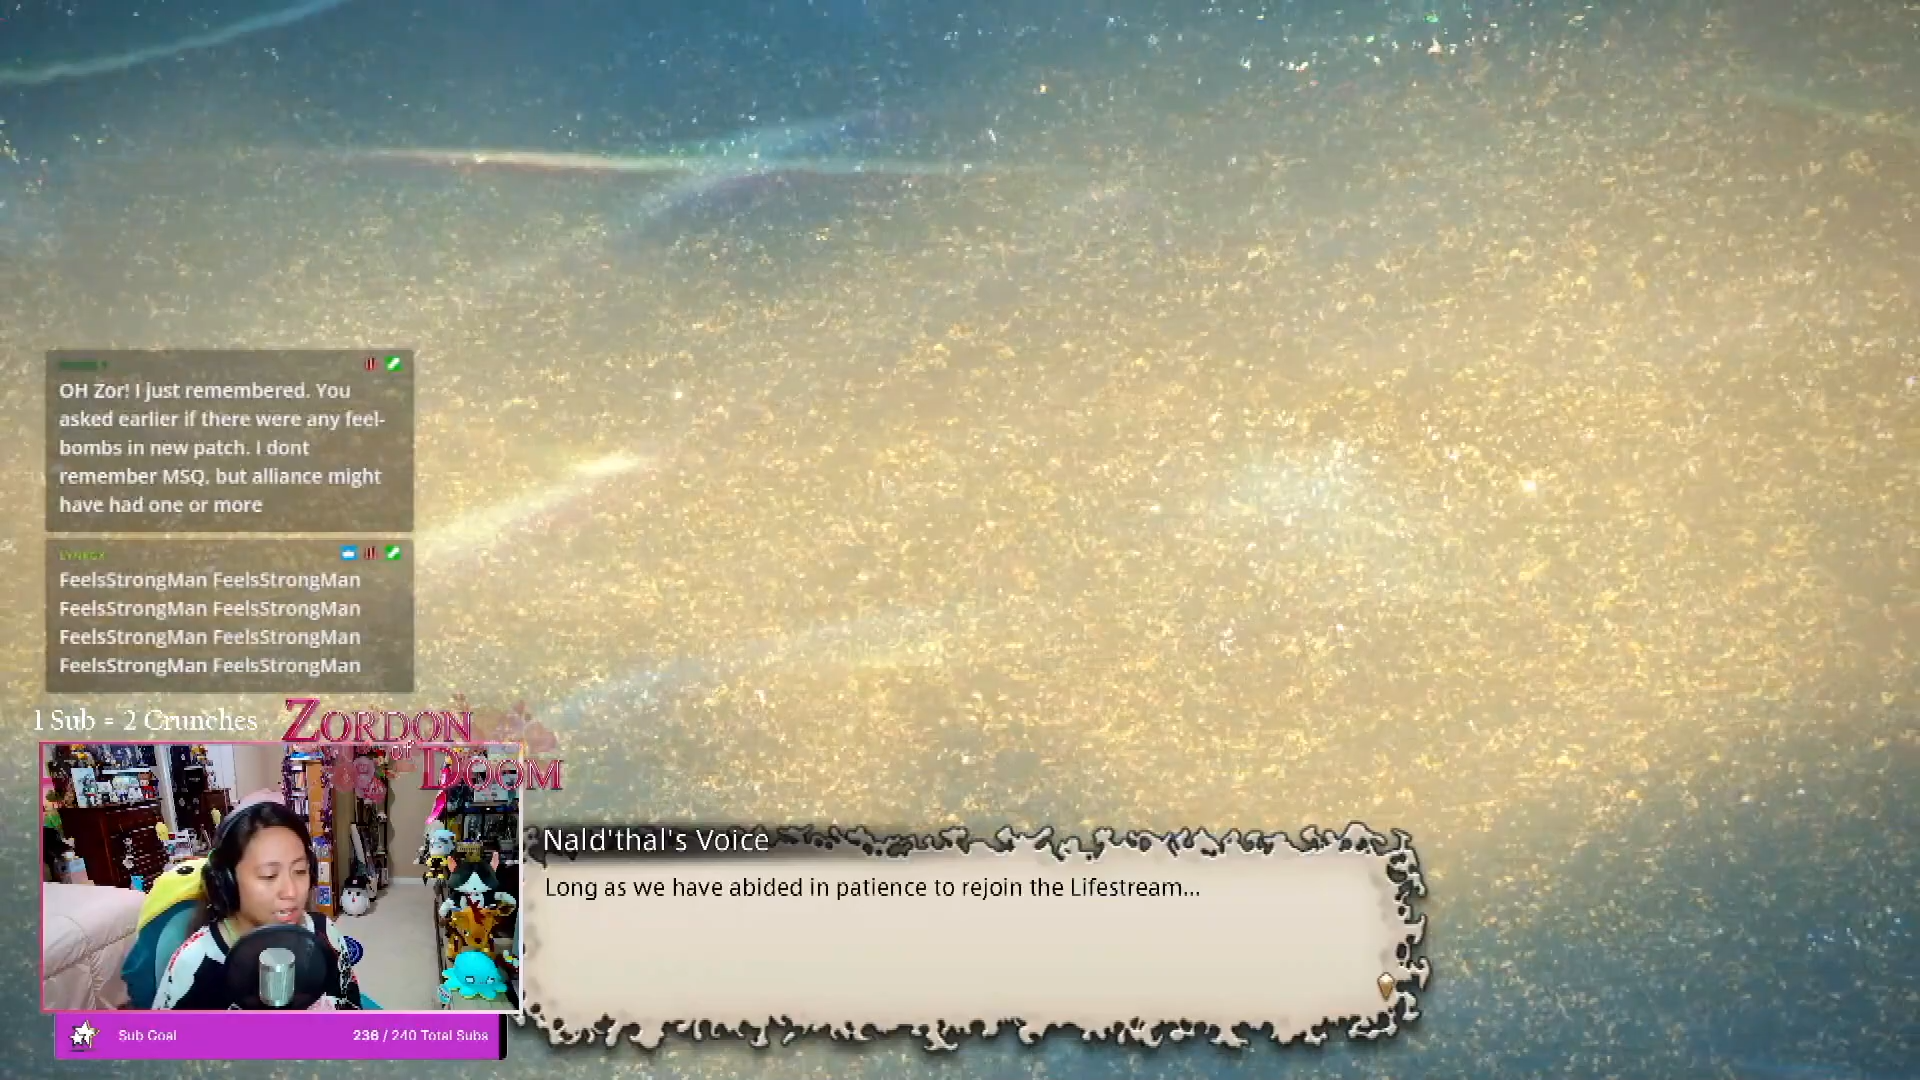 OH Zor! I just remembered. You
asked earlier if there were any feel-
bombs in new patch. I dont
remember MSQ, but alliance might
have had one or more
FeelsStrongMan FeelsStrongMan
FeelsStrongMan FeelsStrongMan
FeelsStrongMan FeelsStrongMan
FeelsStrongMan FeelsStrongMan
1 Sub = 2 Crunches
ZORDON
of
DOOM
Nald'thal's Voice
Long as we have abided in patience to rejoin the Lifestream...
Sub Goal
236 / 240 Total Subs